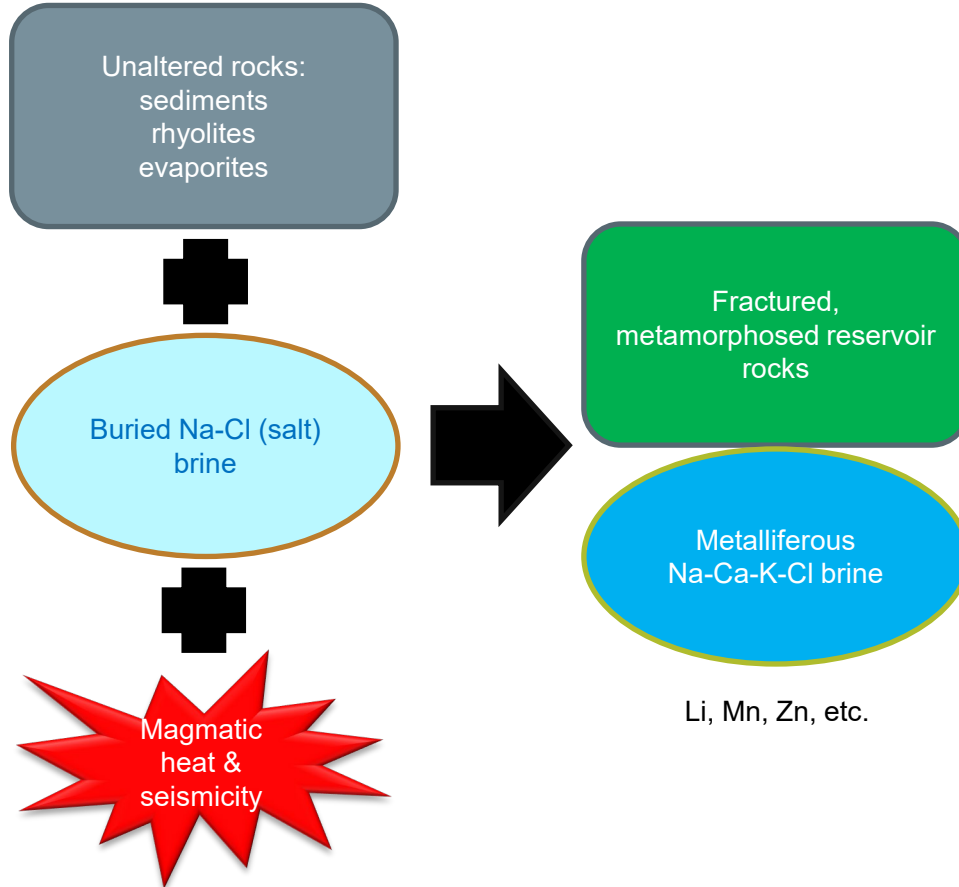 Unaltered rocks:
sediments
rhyolites
evaporites
Buried Na-Cl (salt)
brine
Magmatic
heat &
seismicity
Fractured,
metamorphosed reservoir
rocks
Metalliferous
Na-Ca-K-Cl brine
Li, Mn, Zn, etc.